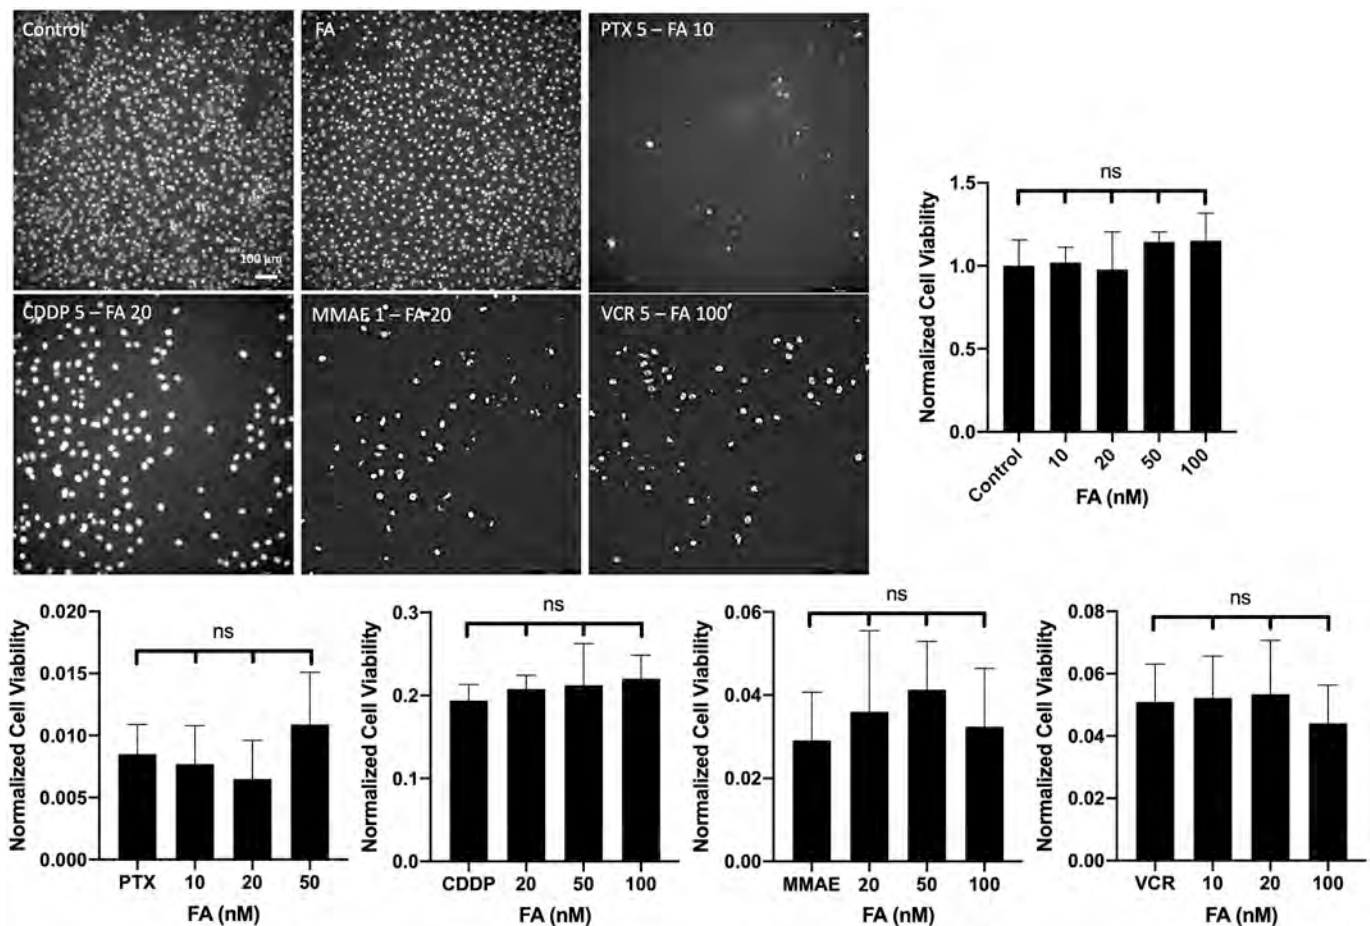 Control
FA
PTX 5 – FA 10
100 µm
CDDP 5 – FA 20
MMAE 1 – FA 20
VCR 5 – FA 100
ns
1.5
1.0
0.5
0.0
Normalized Cell Viability
Control
10
20
50
100
FA (nM)
ns
0.020
0.015
0.010
0.005
0.000
Normalized Cell Viability
PTX
10
20
50
FA (nM)
ns
0.3
0.2
0.1
0.0
Normalized Cell Viability
CDDP
20
50
100
FA (nM)
ns
0.06
0.04
0.02
0.00
Normalized Cell Viability
MMAE
20
50
100
FA (nM)
ns
0.08
0.06
0.04
0.02
0.00
Normalized Cell Viability
VCR
10
20
100
FA (nM)